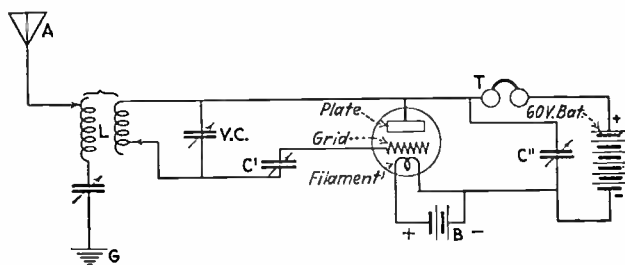 A
T
Plate
60V.Bat.
+
L
V.C.
Grid
C'
C"
Filament
-
+ B -
G